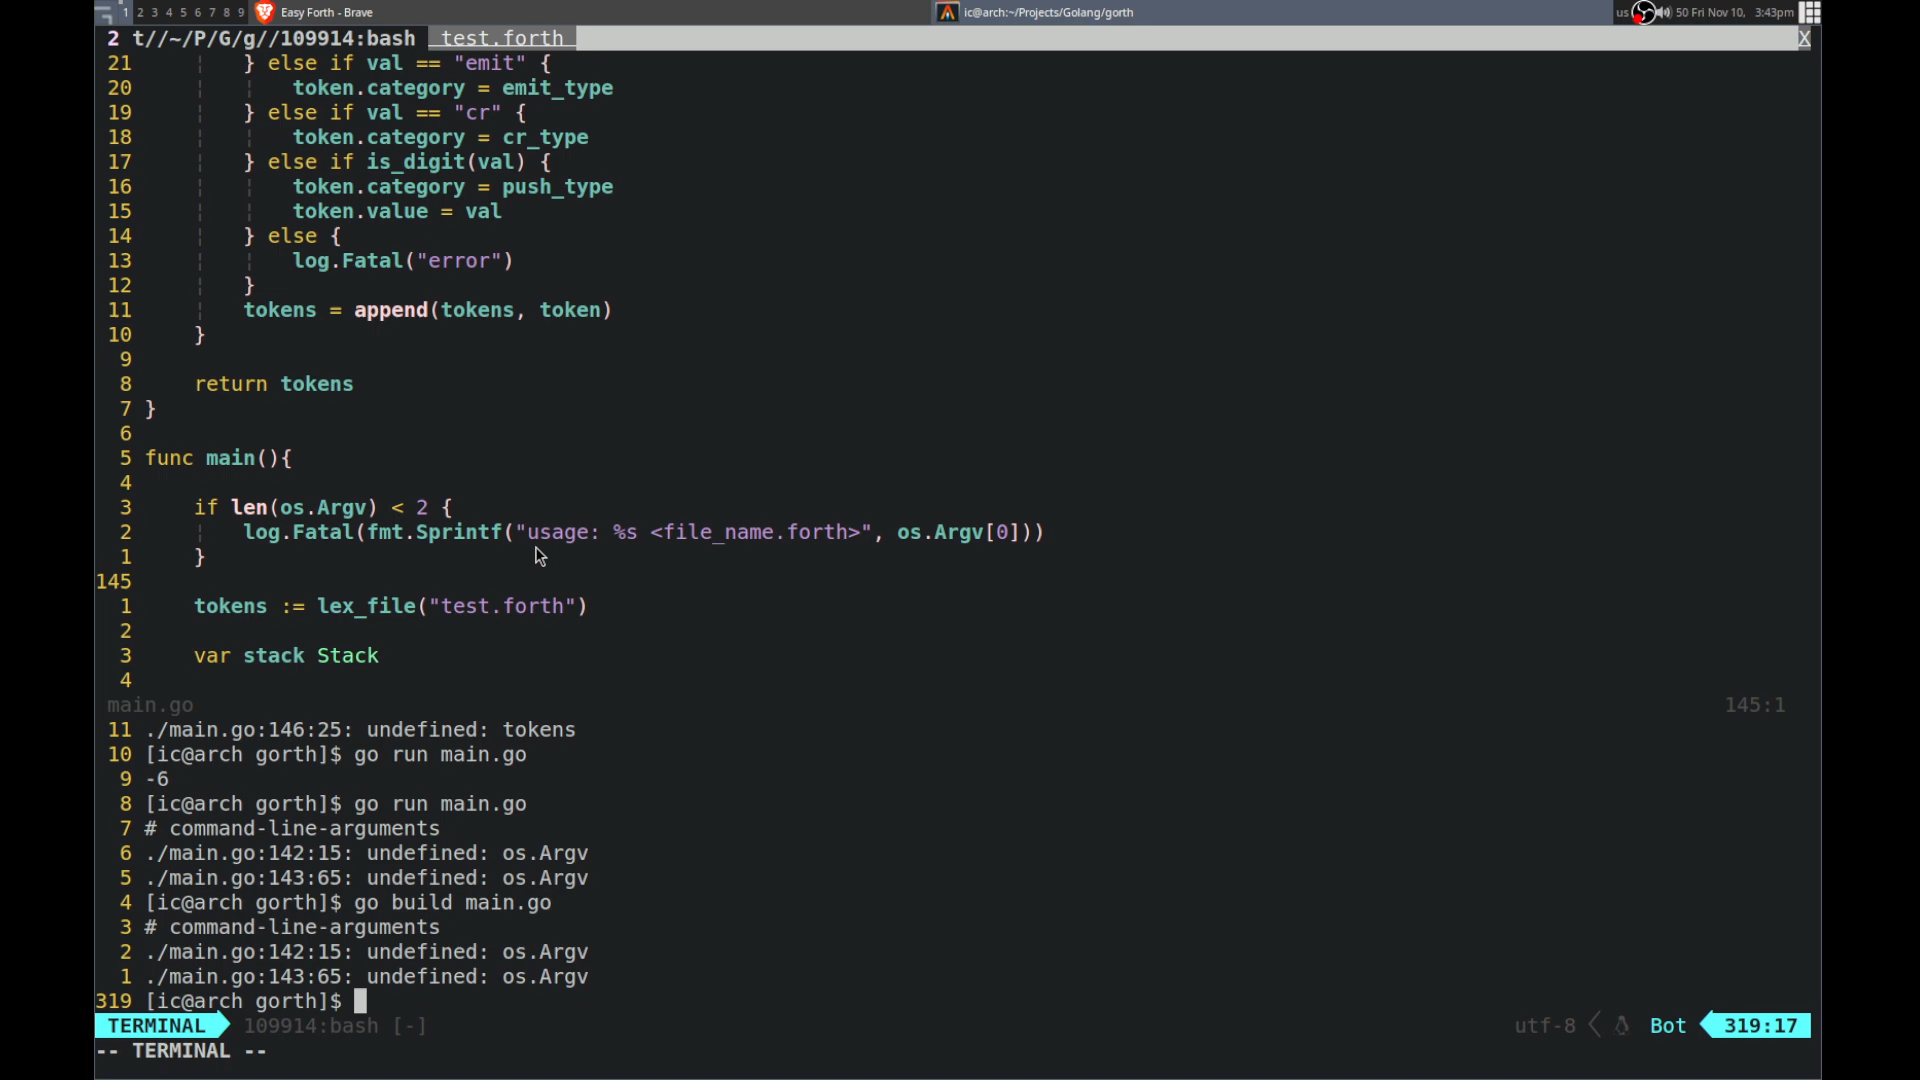 1 2 3 4 5 6 7 8 9 Easy Forth - Brave ic@arch:~/Projects/Golang/gorth us 50 Fri Nov 10, 3:43pm
2 t//~/P/G/g//109914:bash test.forth X
21 } else if val == "emit" {
20 token.category = emit_type
19 } else if val == "cr" {
18 token.category = cr_type
17 } else if is_digit(val) {
16 token.category = push_type
15 token.value = val
14 } else {
13 log.Fatal("error")
12 }
11 tokens = append(tokens, token)
10 }
9
8 return tokens
7 }
6
5 func main(){
4
3 if len(os.Argv) < 2 {
2 log.Fatal(fmt.Sprintf("usage: %s <file_name.forth>", os.Argv[0]))
1 }
145
1 tokens := lex_file("test.forth")
2
3 var stack Stack
4
main.go 145:1
11 ./main.go:146:25: undefined: tokens
10 [ic@arch gorth]$ go run main.go
9 -6
8 [ic@arch gorth]$ go run main.go
7 # command-line-arguments
6 ./main.go:142:15: undefined: os.Argv
5 ./main.go:143:65: undefined: os.Argv
4 [ic@arch gorth]$ go build main.go
3 # command-line-arguments
2 ./main.go:142:15: undefined: os.Argv
1 ./main.go:143:65: undefined: os.Argv
319 [ic@arch gorth]$
TERMINAL 109914:bash [-] utf-8 Bot 319:17
-- TERMINAL --